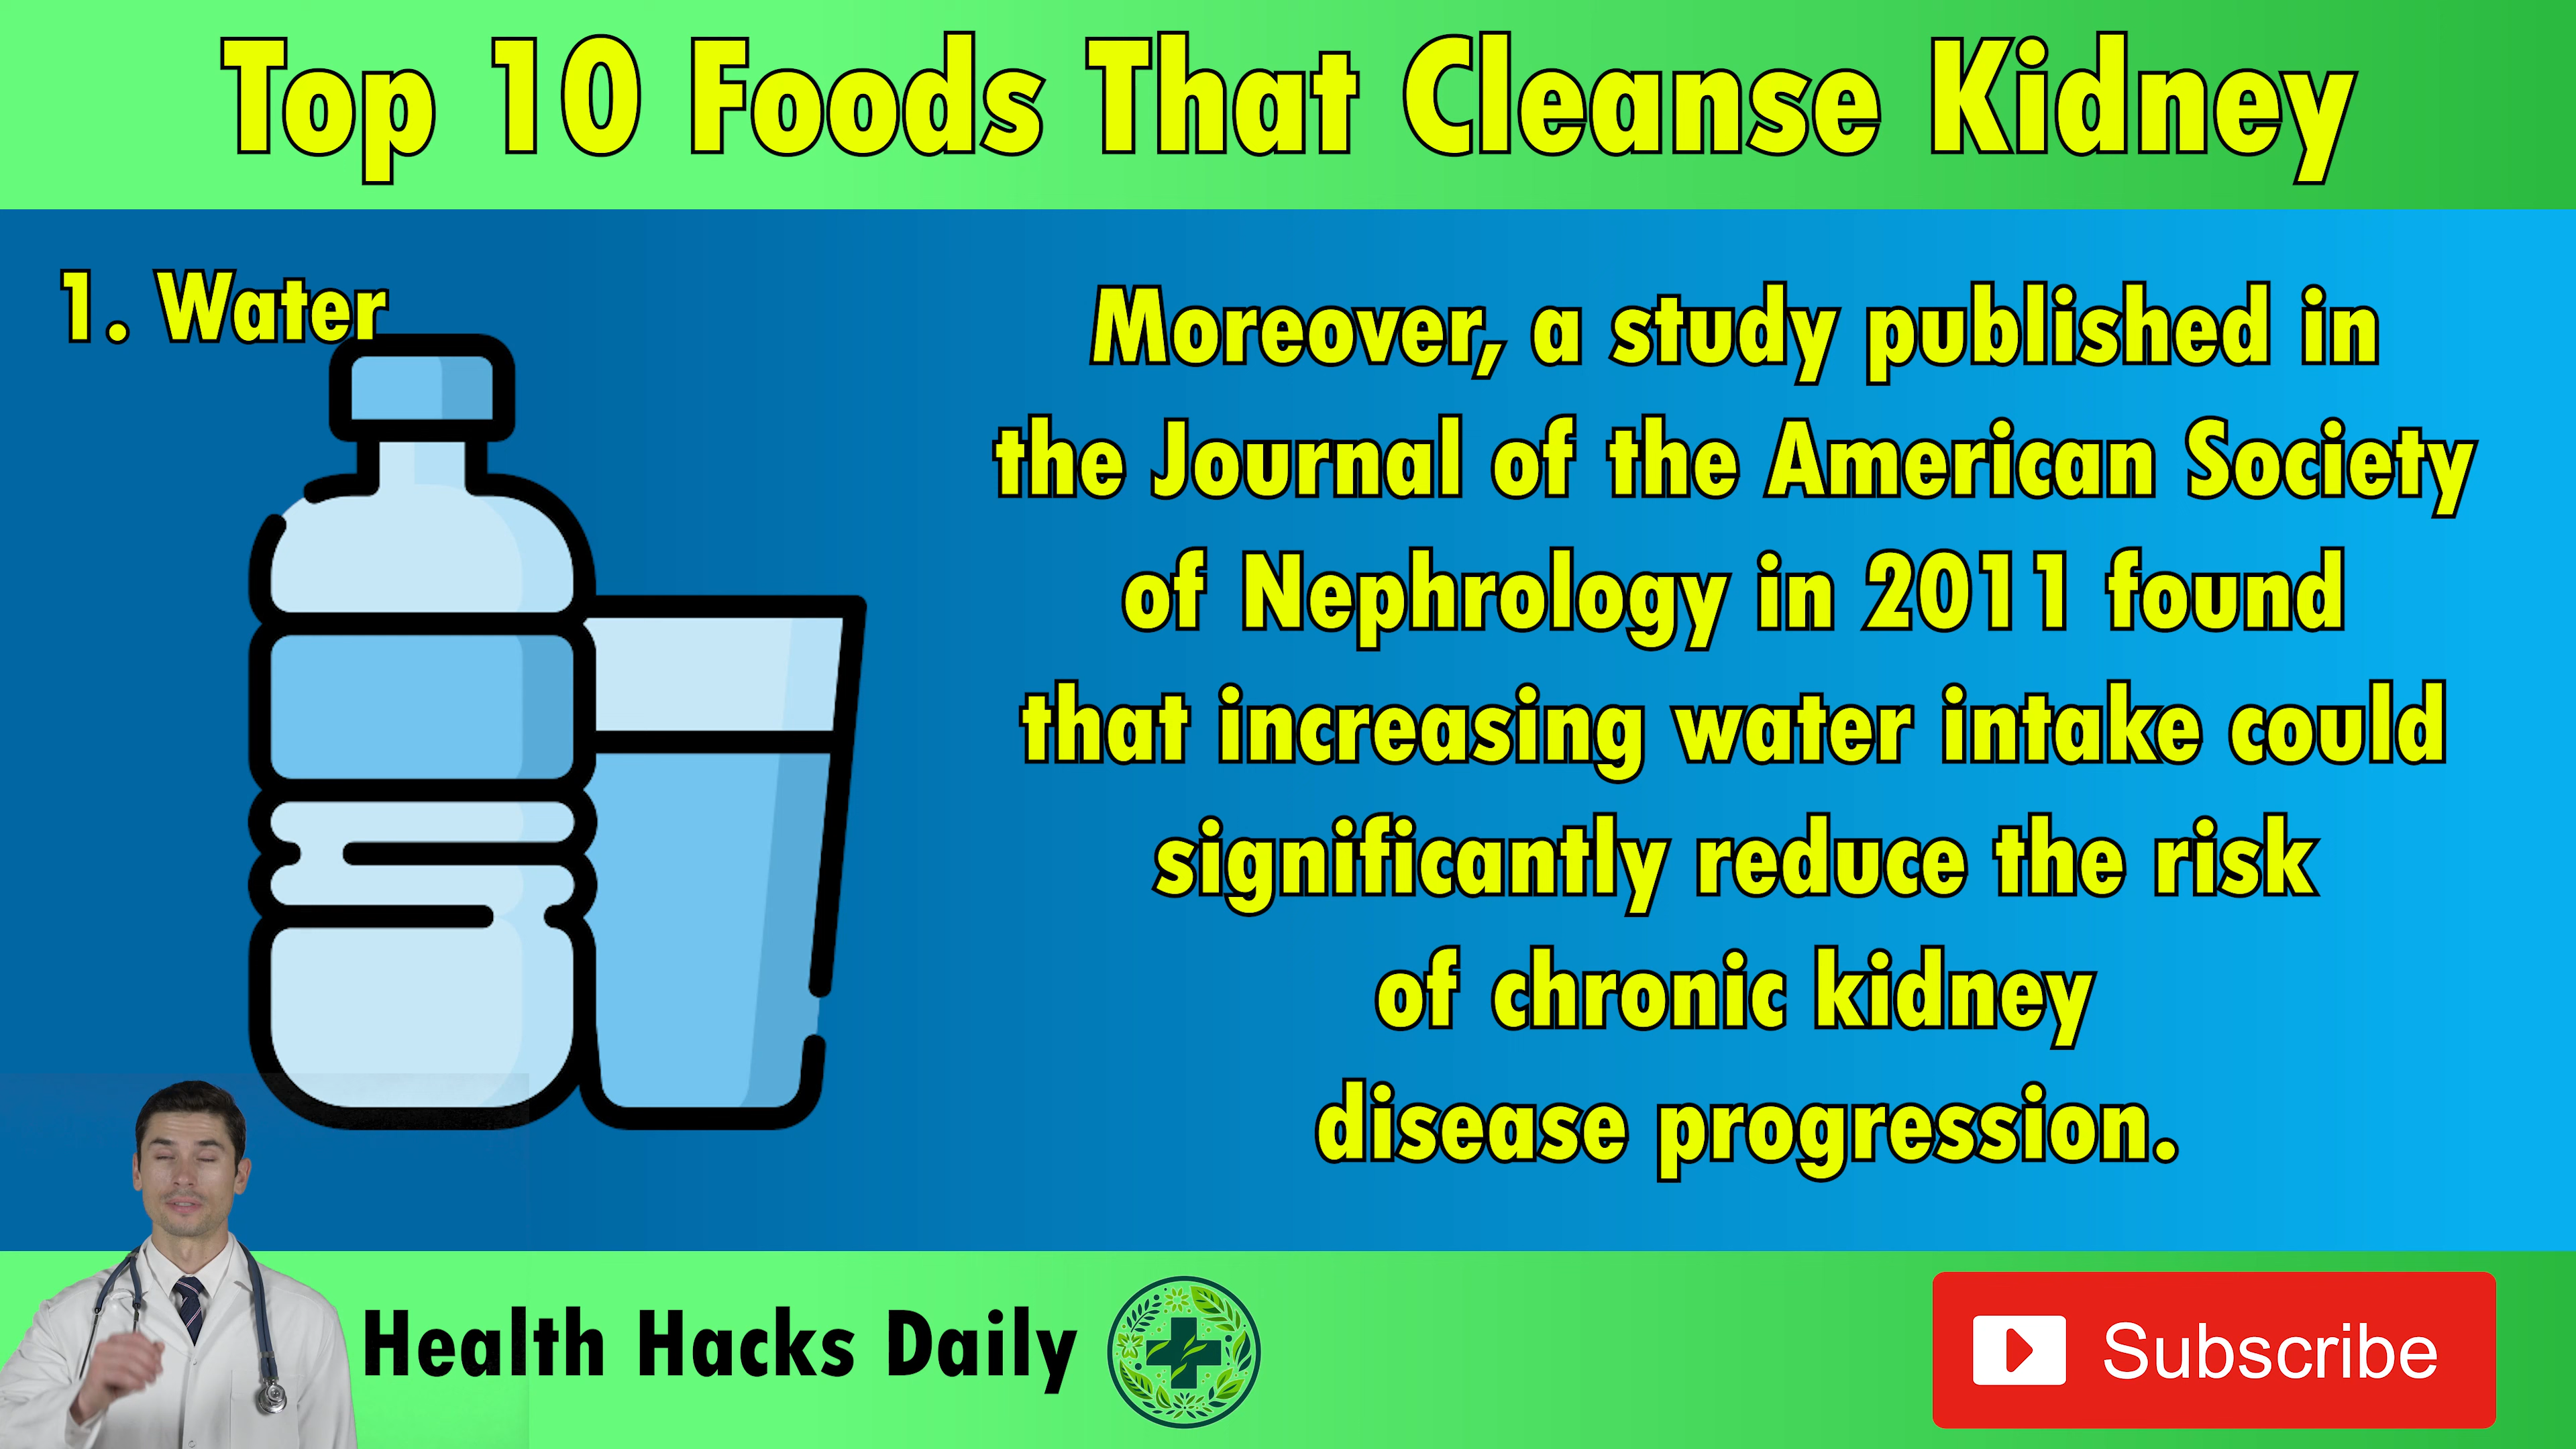 Top 10 Foods That Cleanse Kidney
1. Water
Moreover, a study published in
the Journal of the American Society
of Nephrology in 2011 found
that increasing water intake could
significantly reduce the risk
of chronic kidney
disease progression.
Health Hacks Daily
Subscribe